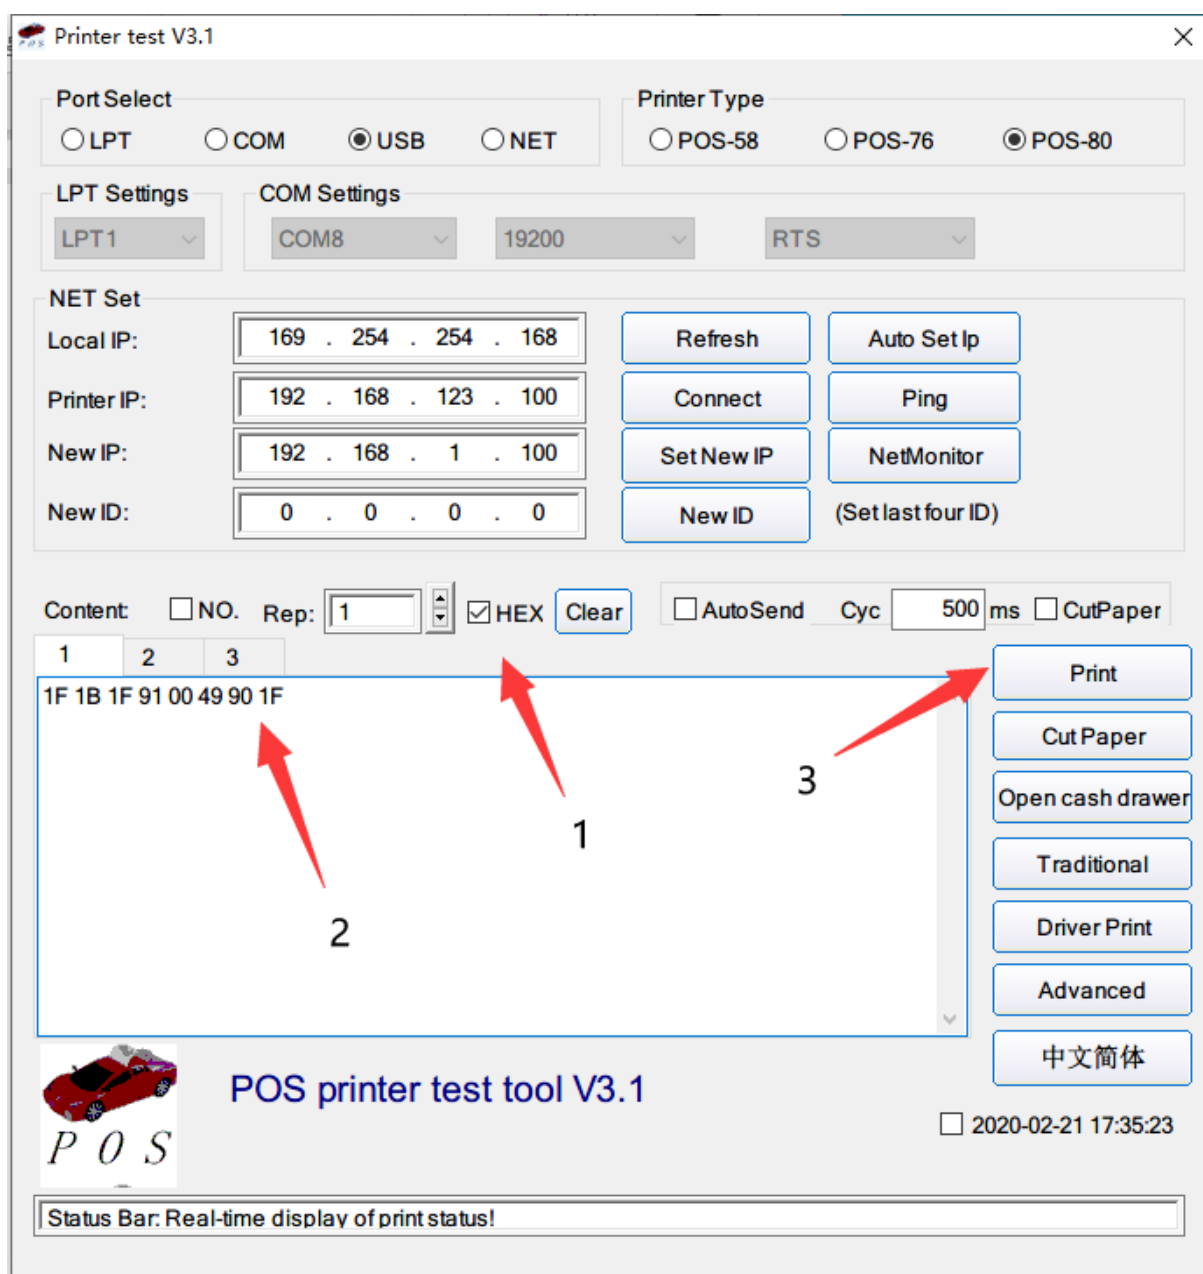 Printer test V3.1
Port Select
LPT COM USB NET
Printer Type
POS-58 POS-76 POS-80
LPT Settings
LPT1
COM Settings
COM8 19200 RTS
NET Set
Local IP: 169 . 254 . 254 . 168 Refresh Auto Set Ip
Printer IP: 192 . 168 . 123 . 100 Connect Ping
New IP: 192 . 168 . 1 . 100 Set New IP NetMonitor
New ID: 0 . 0 . 0 . 0 New ID (Set last four ID)
Content: NO. Rep: 1 HEX Clear AutoSend Cyc 500 ms CutPaper
1 2 3
1F 1B 1F 91 00 49 90 1F
1
2
3
Print
Cut Paper
Open cash drawer
Traditional
Driver Print
Advanced
中文简体
POS
POS printer test tool V3.1
2020-02-21 17:35:23
Status Bar: Real-time display of print status!